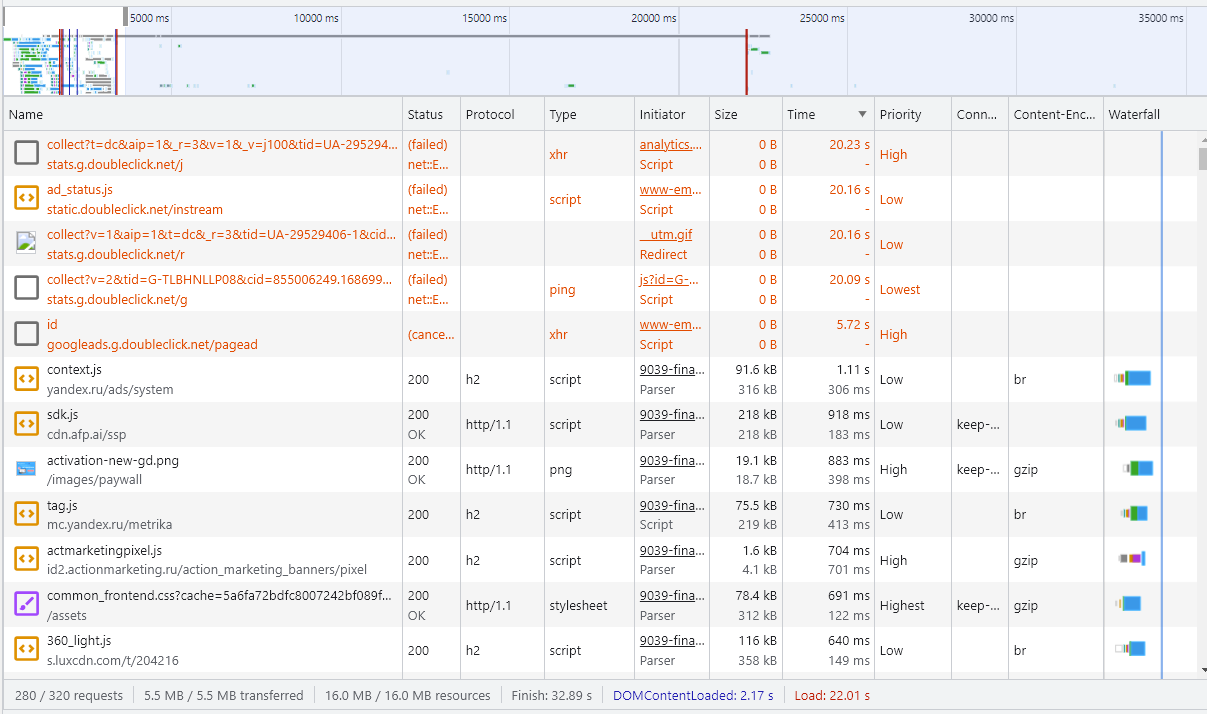 5000 ms 10000 ms 15000 ms 20000 ms 25000 ms 30000 ms 35000 ms
Name Status Protocol Type Initiator Size Time Priority Conn... Content-Enc... Waterfall
collect?t=dc&aip=1&_r=3&v=1&_v=j100&tid=UA-295294... (failed) analytics.... 0 B 20.23 s
xhr High
stats.g.doubleclick.net/j net::E... Script 0 B -
ad_status.js (failed) www-em... 0 B 20.16 s
script Low
static.doubleclick.net/instream net::E... Script 0 B -
collect?v=1&aip=1&t=dc&_r=3&tid=UA-29529406-1&cid... (failed) __utm.gif 0 B 20.16 s
Low
stats.g.doubleclick.net/r net::E... Redirect 0 B -
collect?v=2&tid=G-TLBHNLLP08&cid=855006249.168699... (failed) js?id=G-... 0 B 20.09 s
ping Lowest
stats.g.doubleclick.net/g net::E... Script 0 B -
id www-em... 0 B 5.72 s
(cance... xhr High
googleads.g.doubleclick.net/pagead Script 0 B -
context.js 9039-fina... 91.6 kB 1.11 s
200 h2 script Low br
yandex.ru/ads/system Parser 316 kB 306 ms
sdk.js 200 9039-fina... 218 kB 918 ms
http/1.1 script Low keep-...
cdn.afp.ai/ssp OK Parser 218 kB 183 ms
activation-new-gd.png 200 9039-fina... 19.1 kB 883 ms
http/1.1 png High keep-... gzip
/images/paywall OK Parser 18.7 kB 398 ms
tag.js 9039-fina... 75.5 kB 730 ms
200 h2 script Low br
mc.yandex.ru/metrika Script 219 kB 413 ms
actmarketingpixel.js 9039-fina... 1.6 kB 704 ms
200 h2 script High gzip
id2.actionmarketing.ru/action_marketing_banners/pixel Parser 4.1 kB 701 ms
common_frontend.css?cache=5a6fa72bdfc8007242bf089f... 200 9039-fina... 78.4 kB 691 ms
http/1.1 stylesheet Highest keep-... gzip
/assets OK Parser 312 kB 122 ms
360_light.js 9039-fina... 116 kB 640 ms
200 h2 script Low br
s.luxcdn.com/t/204216 Parser 358 kB 149 ms
280 / 320 requests 5.5 MB / 5.5 MB transferred 16.0 MB / 16.0 MB resources Finish: 32.89 s DOMContentLoaded: 2.17 s Load: 22.01 s